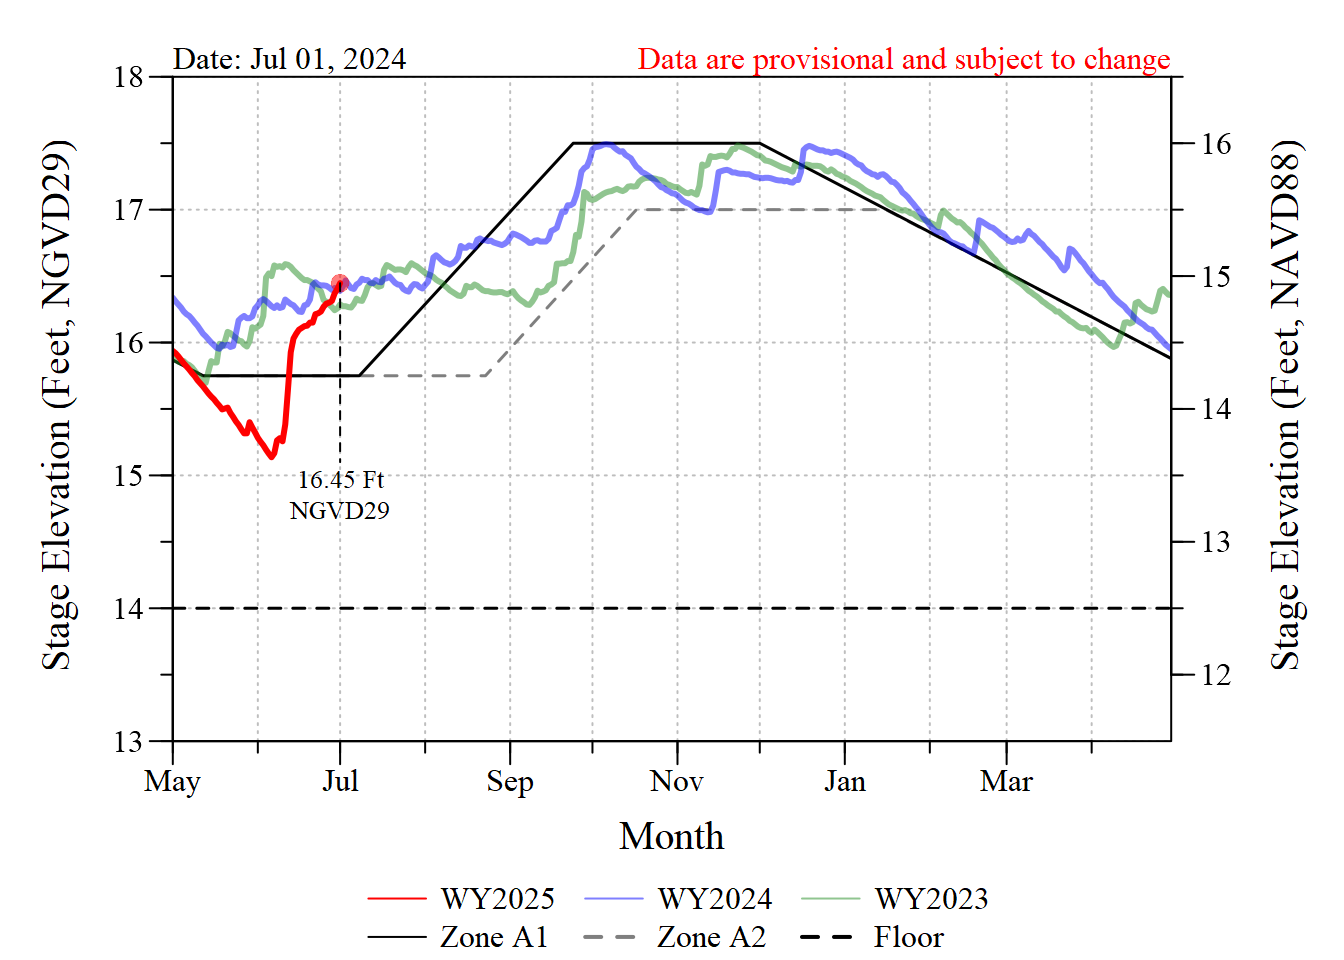 Date: Jul 01, 2024
Data are provisional and subject to change
Stage Elevation (Feet, NGVD29)
18
17
16
15
14
13
16.45 Ft
NGVD29
16
15
14
13
12
Stage Elevation (Feet, NAVD88)
May Jul Sep Nov Jan Mar
Month
WY2025 WY2024 WY2023
Zone A1 Zone A2 Floor